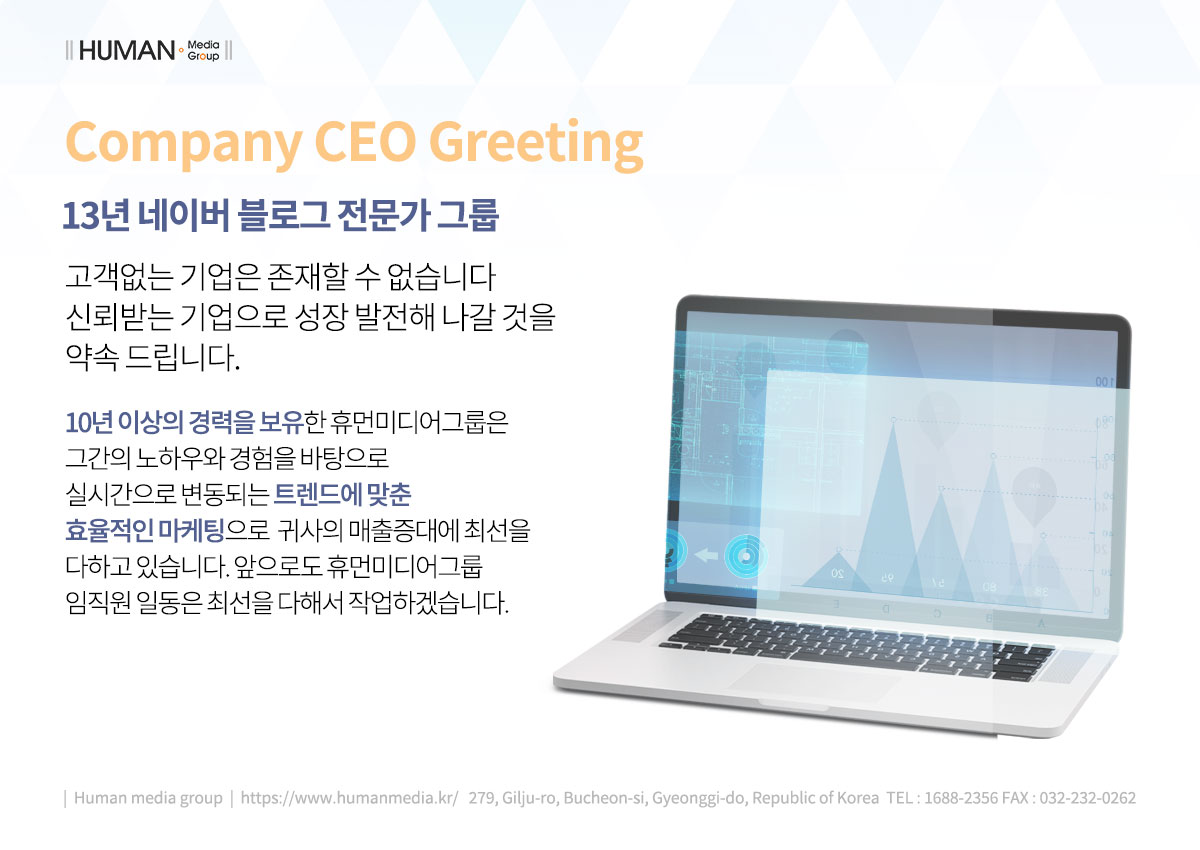 HUMAN Media Group
Company CEO Greeting
13년 네이버 블로그 전문가 그룹
고객없는 기업은 존재할 수 없습니다
신뢰받는 기업으로 성장 발전해 나갈 것을
약속 드립니다.
10년 이상의 경력을 보유한 휴먼미디어그룹은
그간의 노하우와 경험을 바탕으로
실시간으로 변동되는 트렌드에 맞춘
효율적인 마케팅으로 귀사의 매출증대에 최선을
다하고 있습니다. 앞으로도 휴먼미디어그룹
임직원 일동은 최선을 다해서 작업하겠습니다.
100
20 95 57 80 38
E D C B A
| Human media group | https://www.humanmedia.kr/ 279, Gilju-ro, Bucheon-si, Gyeonggi-do, Republic of Korea TEL : 1688-2356 FAX : 032-232-0262